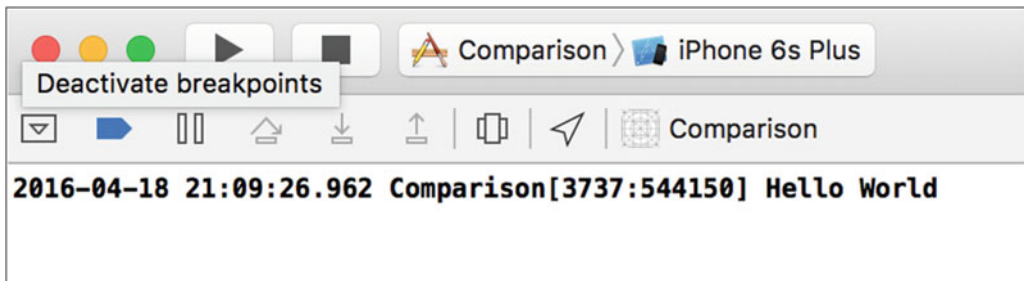 Comparison iPhone 6s Plus
Deactivate breakpoints
Comparison
2016-04-18 21:09:26.962 Comparison[3737:544150] Hello World